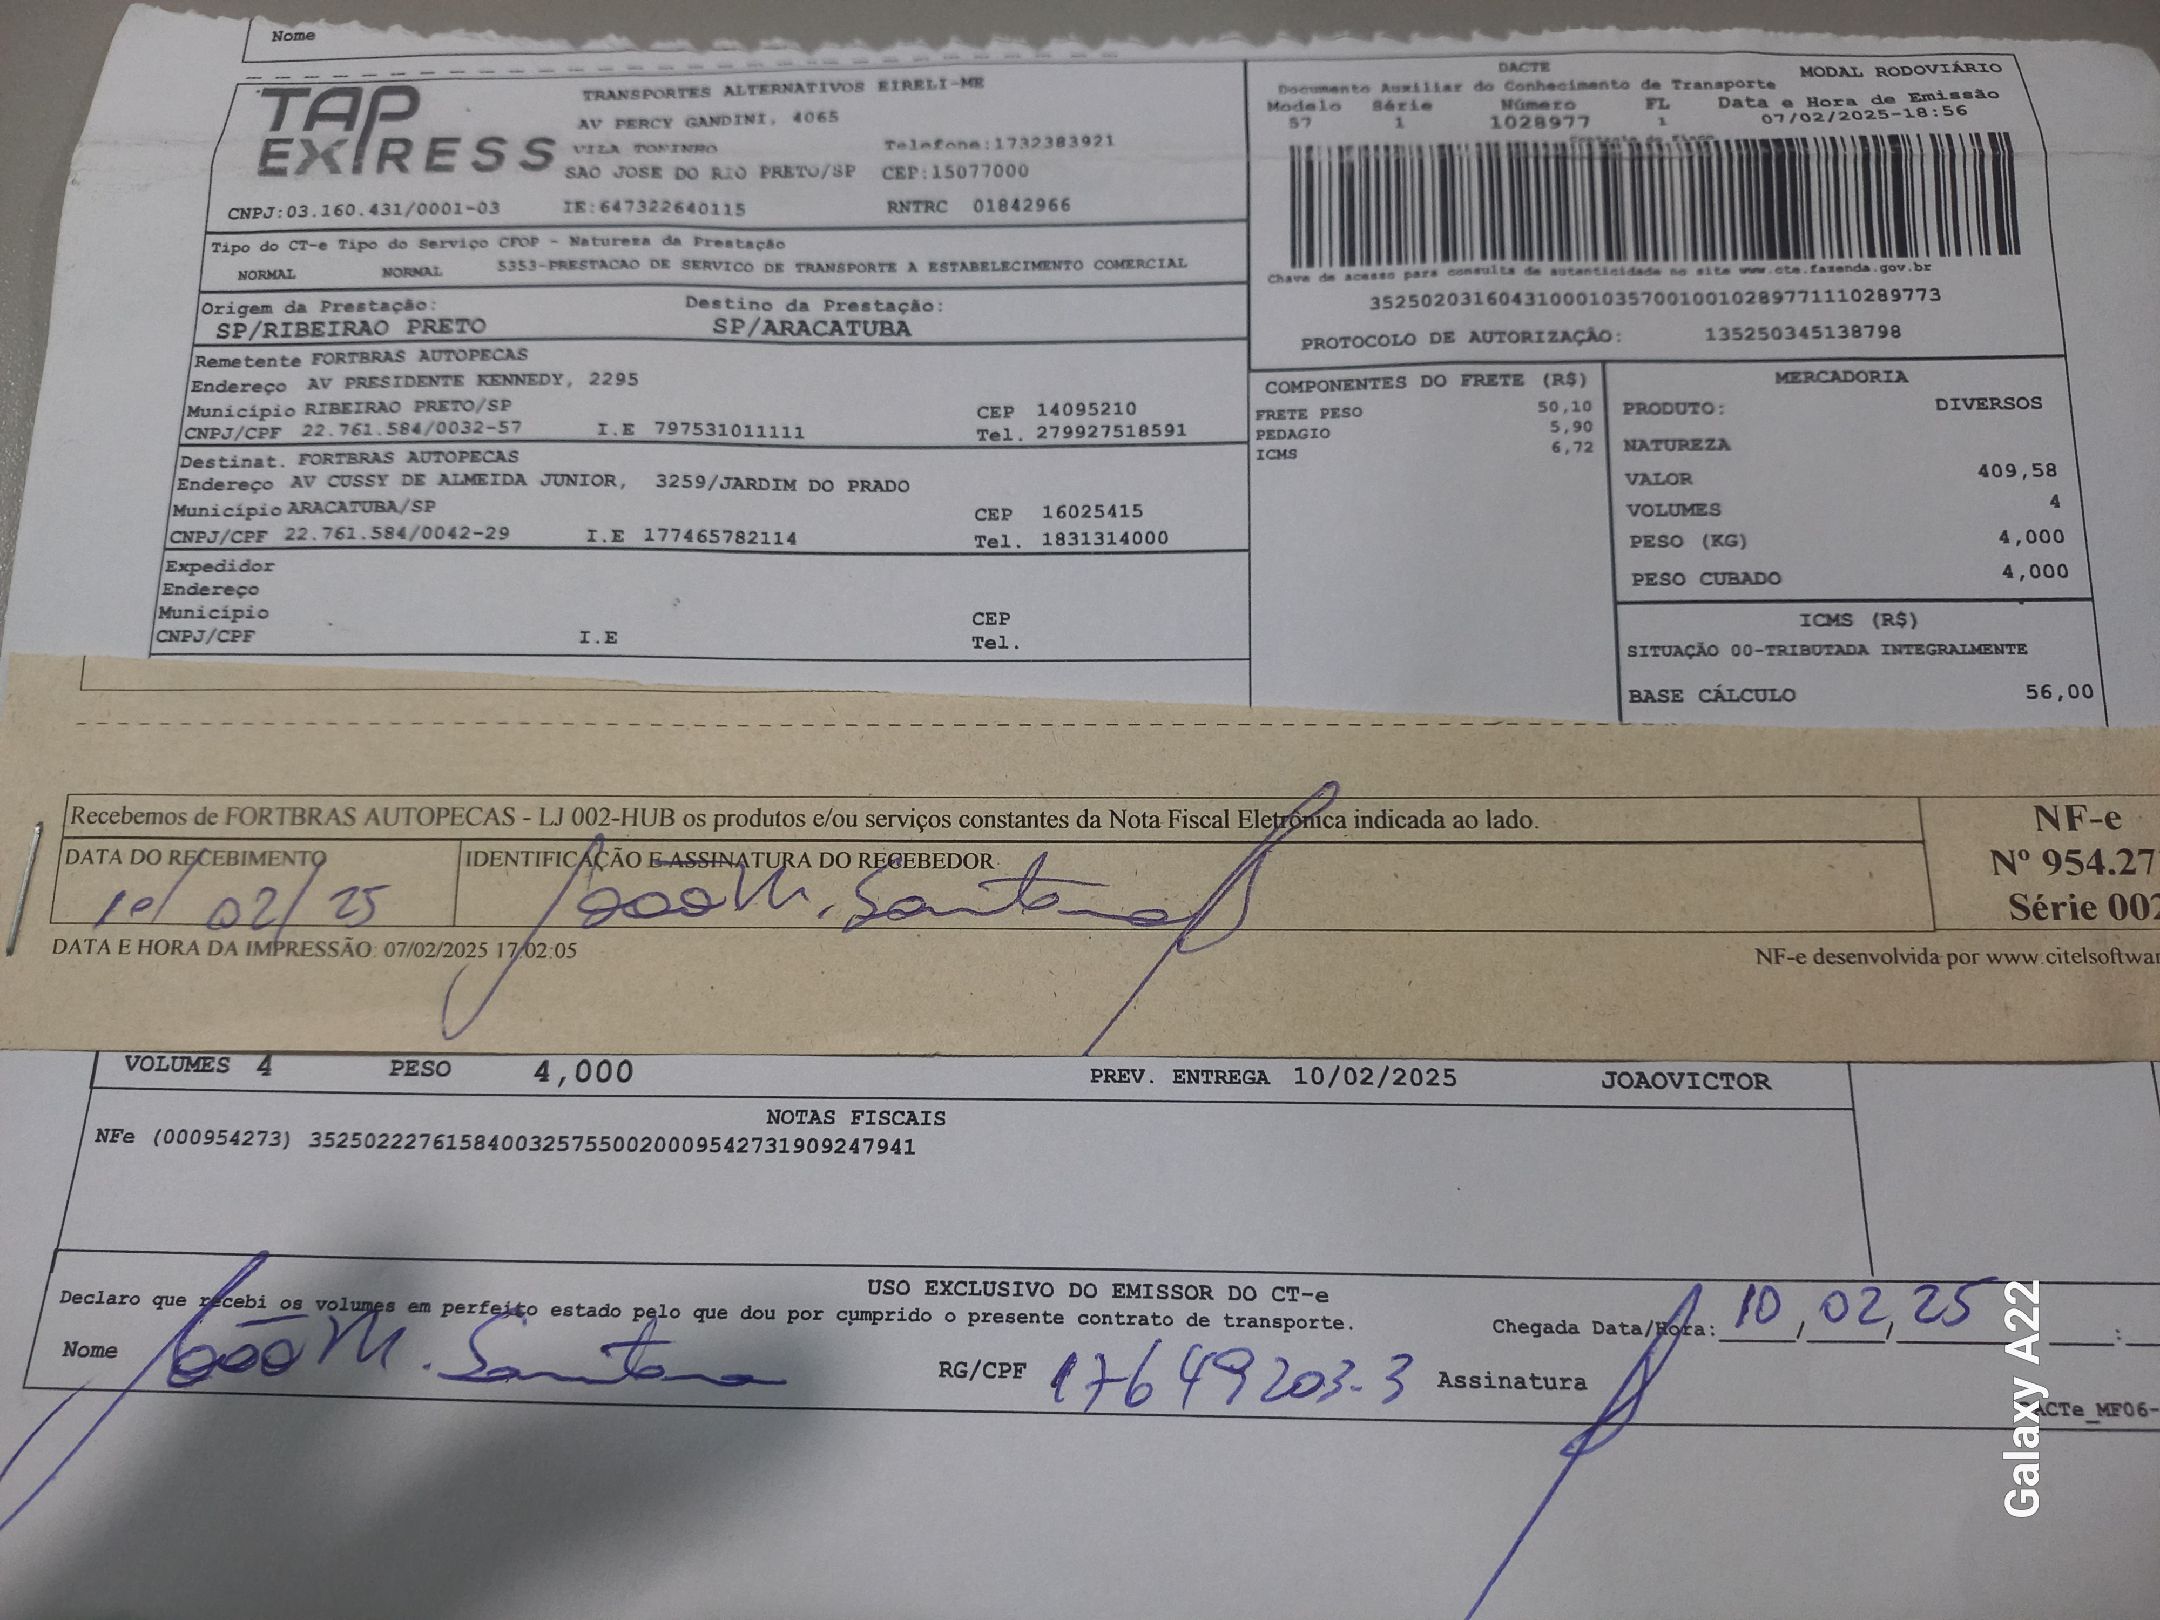 Nome
TAP EXPRESS
TRANSPORTES ALTERNATIVOS EIRELI-ME
AV PERCY GANDINI, 4065
VILA TONINHO Telefone:1732383921
SAO JOSE DO RIO PRETO/SP CEP:15077000
CNPJ:03.160.431/0001-03 IE:647322640115 RNTRC 01842966
DACTE MODAL RODOVIÁRIO
Documento Auxiliar do Conhecimento de Transporte
Modelo Série Número FL Data e Hora de Emissão
57 1 1028977 1 07/02/2025-18:56
Controle do Fisco
Chave de acesso para consulta de autenticidade no site www.cte.fazenda.gov.br
35250203160431000103570010010289771110289773
PROTOCOLO DE AUTORIZAÇÃO: 135250345138798
Tipo do CT-e Tipo do Serviço CFOP - Natureza da Prestação
NORMAL NORMAL 5353-PRESTACAO DE SERVICO DE TRANSPORTE A ESTABELECIMENTO COMERCIAL
Origem da Prestação: Destino da Prestação:
SP/RIBEIRAO PRETO SP/ARACATUBA
Remetente FORTBRAS AUTOPECAS
Endereço AV PRESIDENTE KENNEDY, 2295
Município RIBEIRAO PRETO/SP CEP 14095210
CNPJ/CPF 22.761.584/0032-57 I.E 797531011111 Tel. 279927518591
Destinat. FORTBRAS AUTOPECAS
Endereço AV CUSSY DE ALMEIDA JUNIOR, 3259/JARDIM DO PRADO
Município ARACATUBA/SP CEP 16025415
CNPJ/CPF 22.761.584/0042-29 I.E 177465782114 Tel. 1831314000
Expedidor
Endereço
Município CEP
CNPJ/CPF I.E Tel.
COMPONENTES DO FRETE (R$)
FRETE PESO 50,10
PEDAGIO 5,90
ICMS 6,72
MERCADORIA
PRODUTO: DIVERSOS
NATUREZA
VALOR 409,58
VOLUMES 4
PESO (KG) 4,000
PESO CUBADO 4,000
ICMS (R$)
SITUAÇÃO 00-TRIBUTADA INTEGRALMENTE
BASE CÁLCULO 56,00
Recebemos de FORTBRAS AUTOPECAS - LJ 002-HUB os produtos e/ou serviços constantes da Nota Fiscal Eletrônica indicada ao lado.
DATA DO RECEBIMENTO IDENTIFICAÇÃO E ASSINATURA DO RECEBEDOR
10/02/25 João M. Santana
NF-e
Nº 954.27
Série 002
DATA E HORA DA IMPRESSÃO: 07/02/2025 17:02:05
NF-e desenvolvida por www.citelsoftwar
VOLUMES 4 PESO 4,000 PREV. ENTREGA 10/02/2025 JOAOVICTOR
NOTAS FISCAIS
NFe (000954273) 35250222761584003257550020009542731909247941
USO EXCLUSIVO DO EMISSOR DO CT-e
Declaro que recebi os volumes em perfeito estado pelo que dou por cumprido o presente contrato de transporte.
Chegada Data/Hora: 10, 02, 25 :
Nome João M. Santana RG/CPF 17649203-3 Assinatura
ACTe_MF06-
Galaxy A22